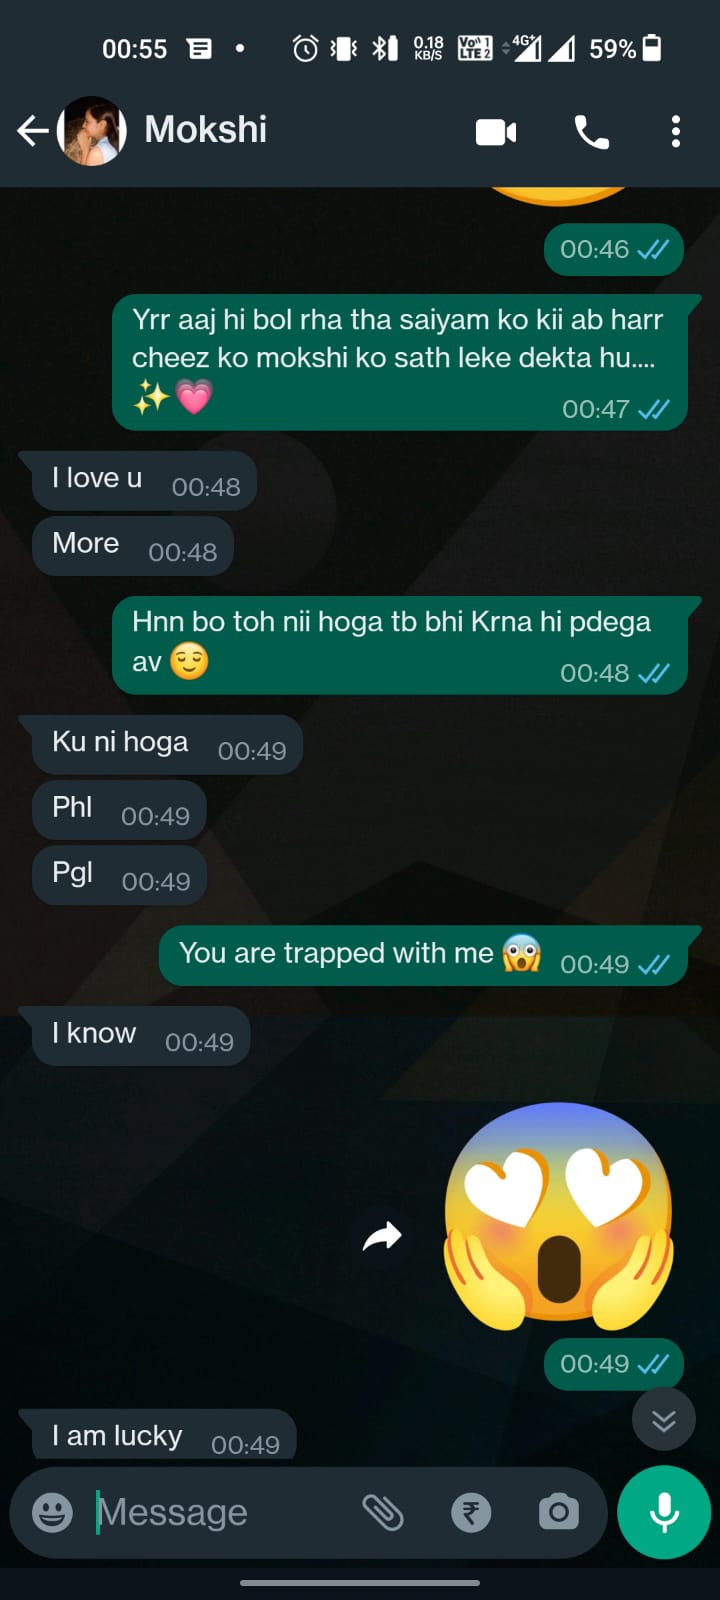 00:55 0.18 KB/S Vo)) 1 LTE 2 4G+ 59%
Mokshi
00:46
Yrr aaj hi bol rha tha saiyam ko kii ab harr
cheez ko mokshi ko sath leke dekta hu....
✨💗 00:47
I love u 00:48
More 00:48
Hnn bo toh nii hoga tb bhi Krna hi pdega
av 😌 00:48
Ku ni hoga 00:49
Phl 00:49
Pgl 00:49
You are trapped with me 😱 00:49
I know 00:49
00:49
I am lucky 00:49
Message ₹